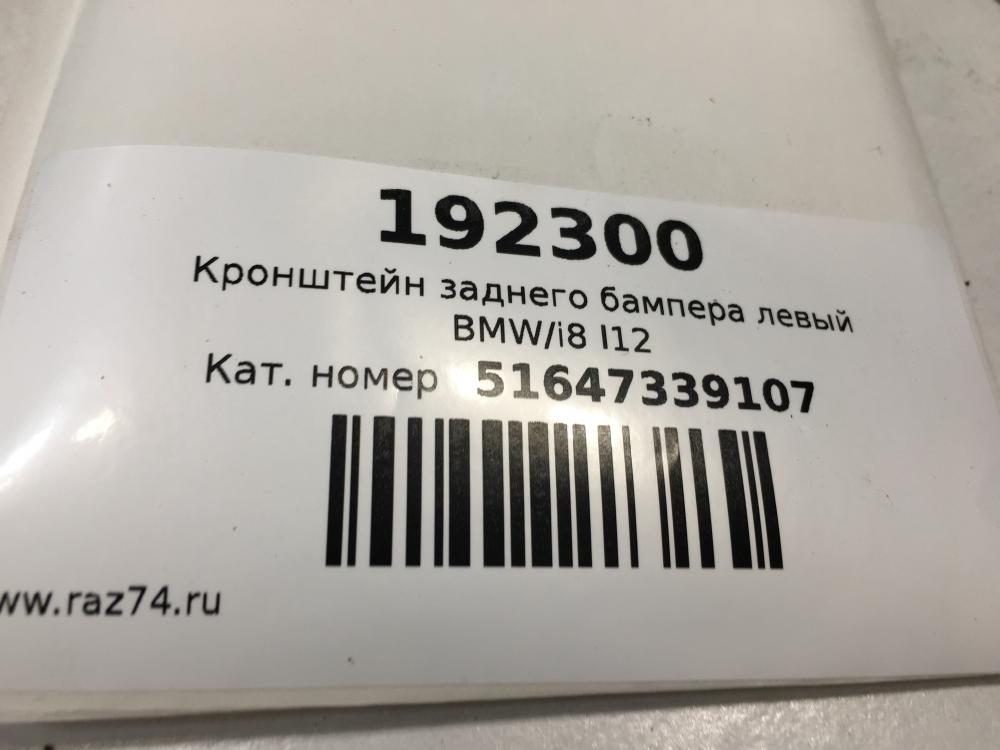 192300
Кронштейн заднего бампера левый
BMW/i8 I12
Кат. номер 51647339107
ww.raz74.ru